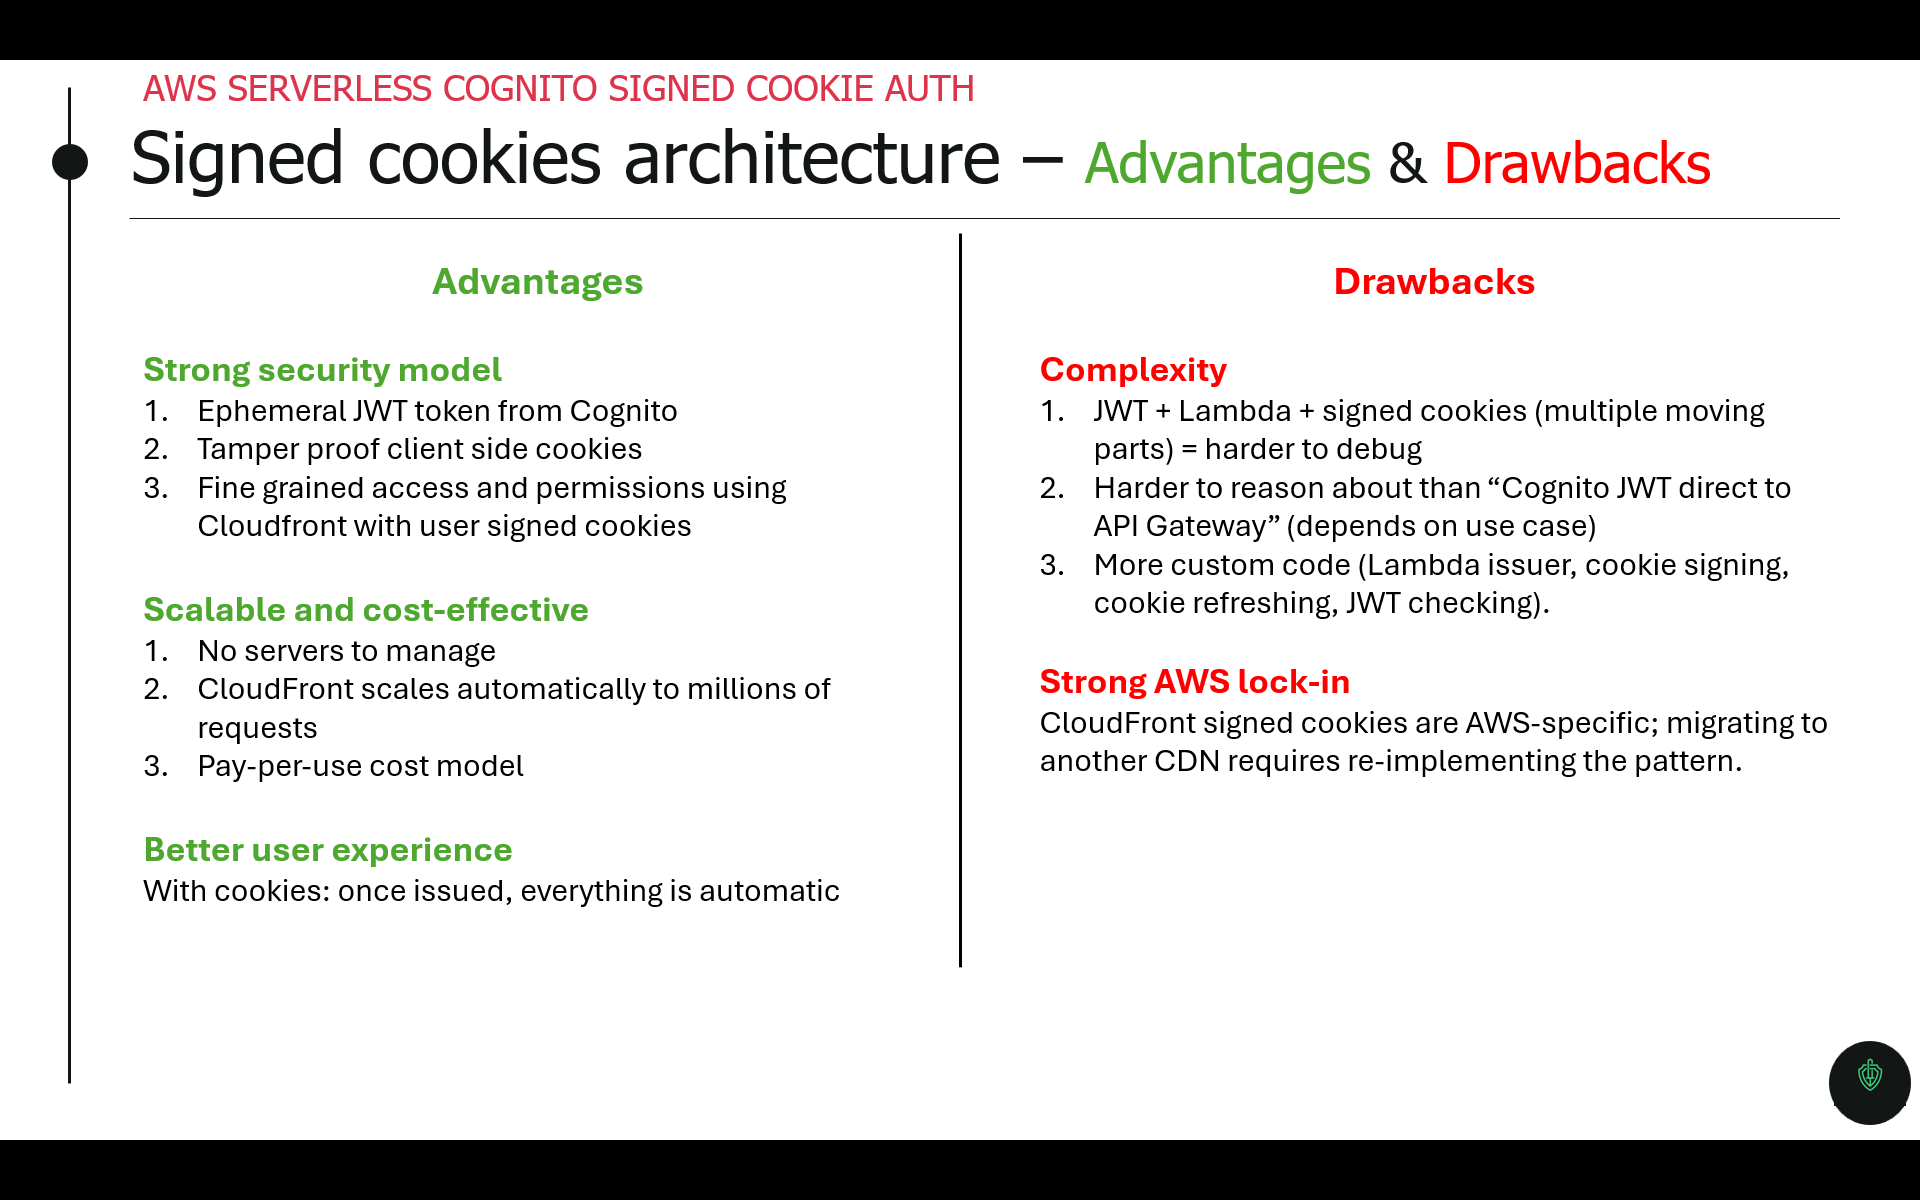 AWS SERVERLESS COGNITO SIGNED COOKIE AUTH
Signed cookies architecture – Advantages & Drawbacks
Advantages
Strong security model
1. Ephemeral JWT token from Cognito
2. Tamper proof client side cookies
3. Fine grained access and permissions using
Cloudfront with user signed cookies
Scalable and cost-effective
1. No servers to manage
2. CloudFront scales automatically to millions of
requests
3. Pay-per-use cost model
Better user experience
With cookies: once issued, everything is automatic
Drawbacks
Complexity
1. JWT + Lambda + signed cookies (multiple moving
parts) = harder to debug
2. Harder to reason about than “Cognito JWT direct to
API Gateway” (depends on use case)
3. More custom code (Lambda issuer, cookie signing,
cookie refreshing, JWT checking).
Strong AWS lock-in
CloudFront signed cookies are AWS-specific; migrating to
another CDN requires re-implementing the pattern.